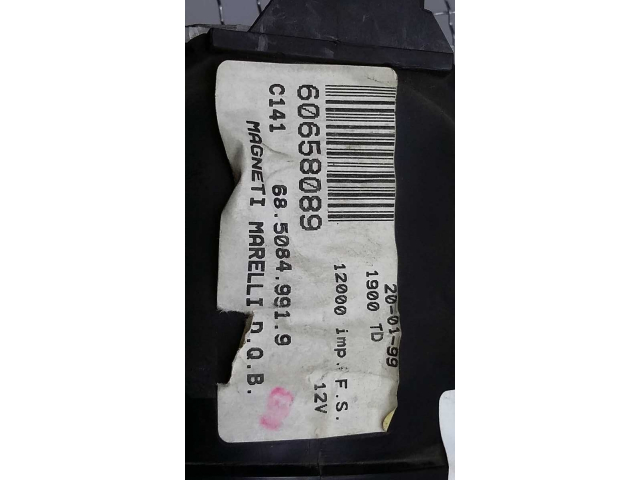 20-01-99
1900 TD
60658089
12000 imp. F.S.
12V
C141
68.5084.991.9
MAGNETI MARELLI D.Q.B.